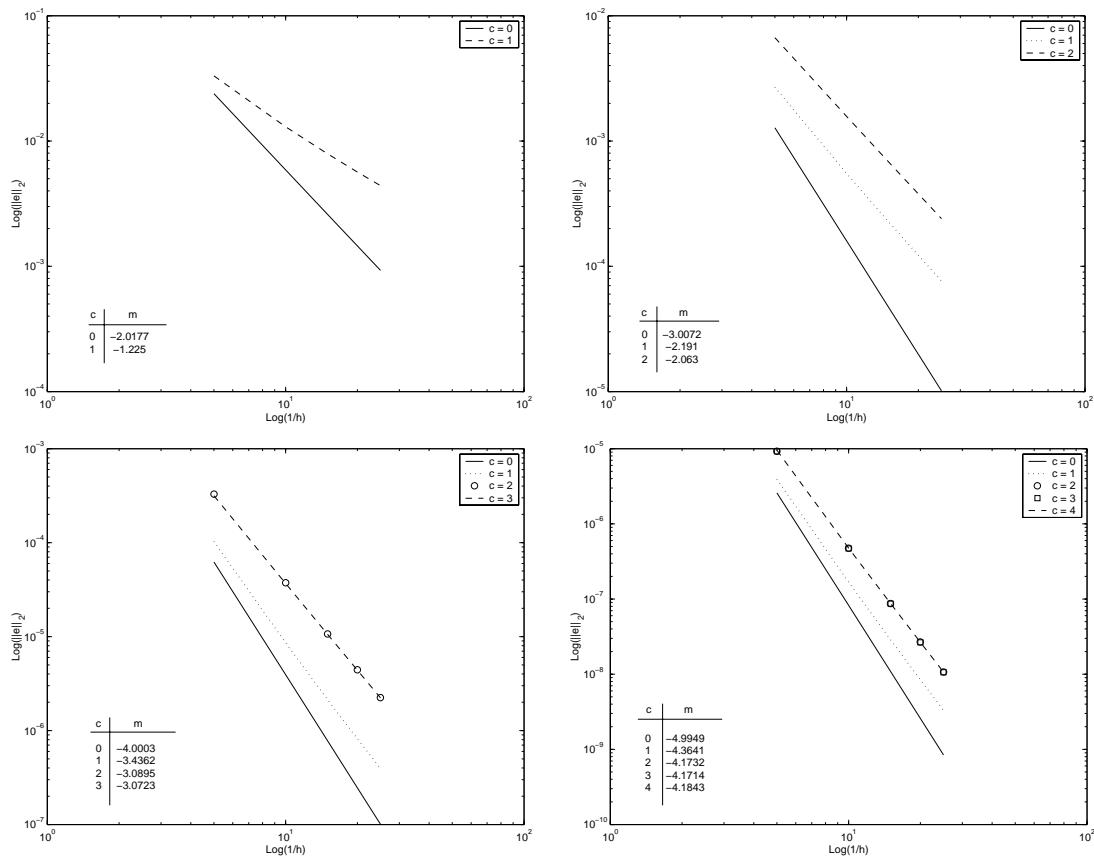 10^-1
10^-2
10^-3
10^-4
10^0
10^1
10^2
Log(1/h)
Log(||e||_2)
c = 0
c = 1
c m
0 −2.0177
1 −1.225
10^-2
10^-3
10^-4
10^-5
10^0
10^1
10^2
Log(1/h)
Log(||e||_2)
c = 0
c = 1
c = 2
c m
0 −3.0072
1 −2.191
2 −2.063
10^-3
10^-4
10^-5
10^-6
10^-7
10^0
10^1
10^2
Log(1/h)
Log(||e||_2)
c = 0
c = 1
c = 2
c = 3
c m
0 −4.0003
1 −3.4362
2 −3.0895
3 −3.0723
10^-5
10^-6
10^-7
10^-8
10^-9
10^-10
10^0
10^1
10^2
Log(1/h)
Log(||e||_2)
c = 0
c = 1
c = 2
c = 3
c = 4
c m
0 −4.9949
1 −4.3641
2 −4.1732
3 −4.1714
4 −4.1843